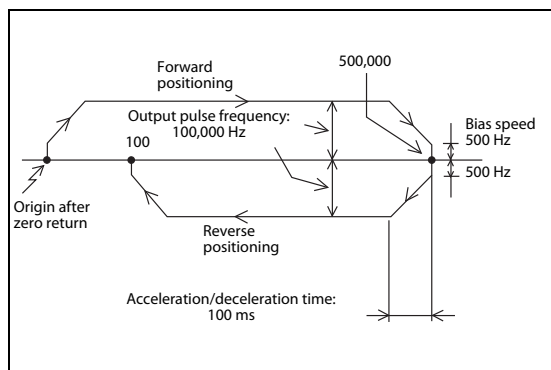 Forward
positioning
500,000
Output pulse frequency:
100,000 Hz
Bias speed
500 Hz
100
500 Hz
Origin after
zero return
Reverse
positioning
Acceleration/deceleration time:
100 ms